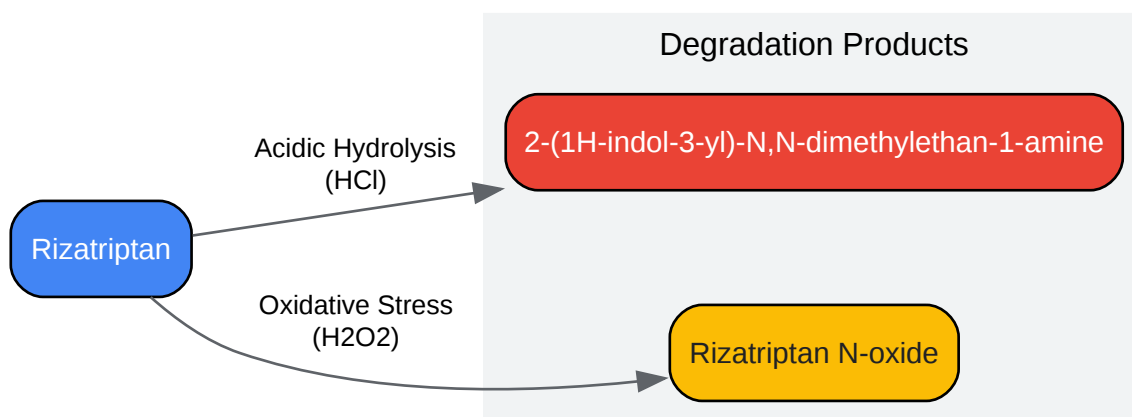 Degradation Products
2-(1H-indol-3-yl)-N,N-dimethylethan-1-amine
Acidic Hydrolysis
(HCl)
Rizatriptan
Oxidative Stress
(H2O2)
Rizatriptan N-oxide